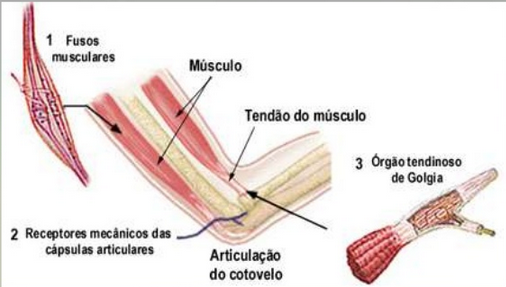 1 Fusos
musculares
Músculo
Tendão do músculo
3 Órgão tendinoso
de Golgia
2 Receptores mecânicos das
cápsulas articulares
Articulação
do cotovelo